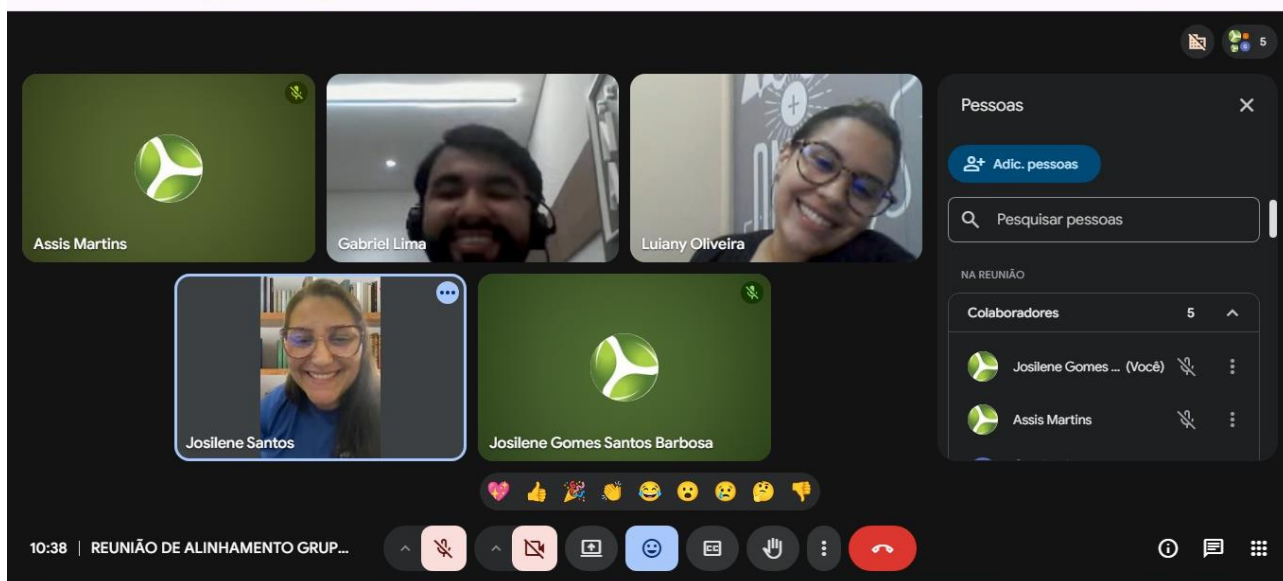 5
Assis Martins
Gabriel Lima
Luiany Oliveira
Josilene Santos
Josilene Gomes Santos Barbosa
Pessoas
Adic. pessoas
Pesquisar pessoas
NA REUNIÃO
Colaboradores 5
Josilene Gomes ... (Você)
Assis Martins
10:38 | REUNIÃO DE ALINHAMENTO GRUP...
CC